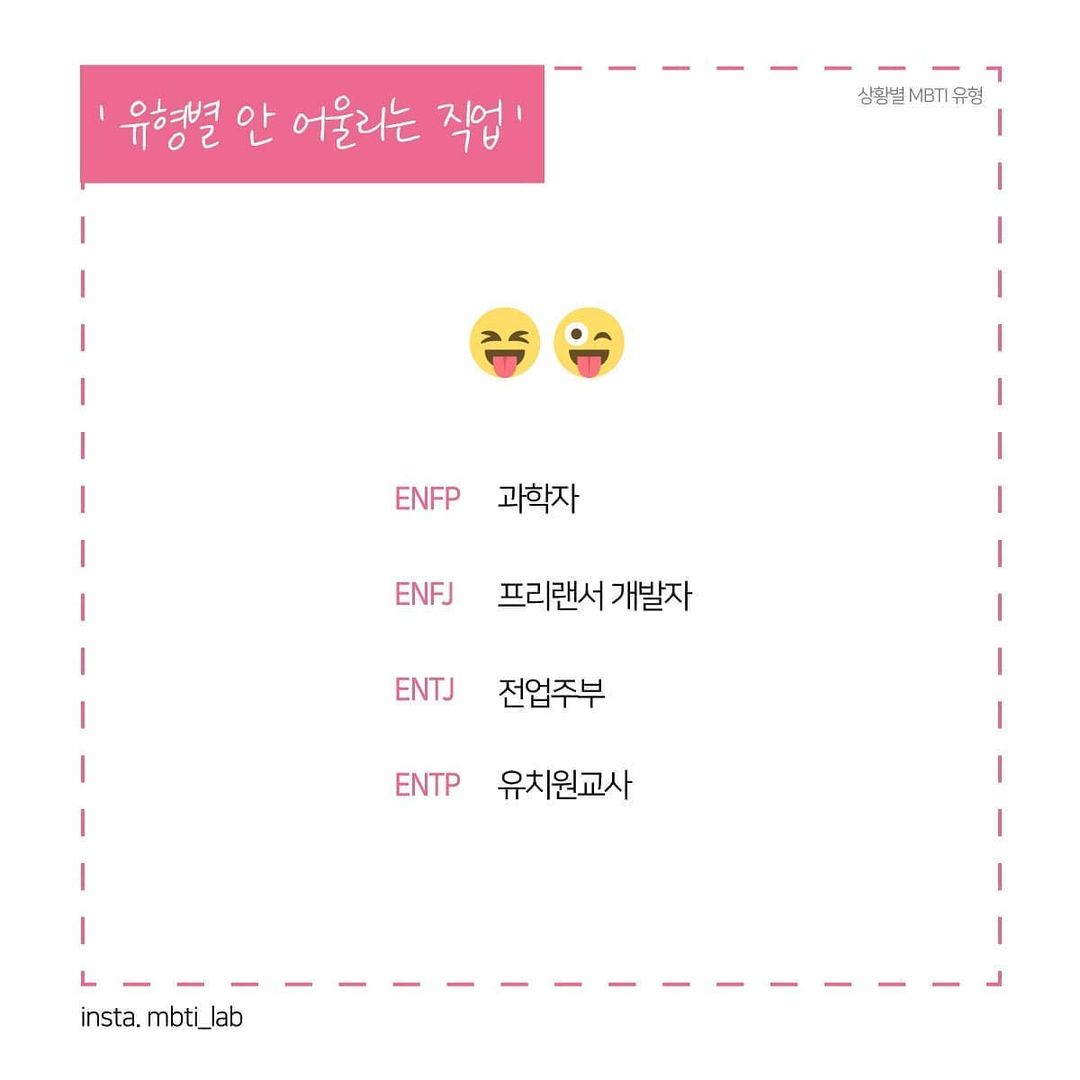 ' 유형별 안 어울리는 직업 '
상황별 MBTI 유형
ENFP 과학자
ENFJ 프리랜서 개발자
ENTJ 전업주부
ENTP 유치원교사
insta. mbti_lab